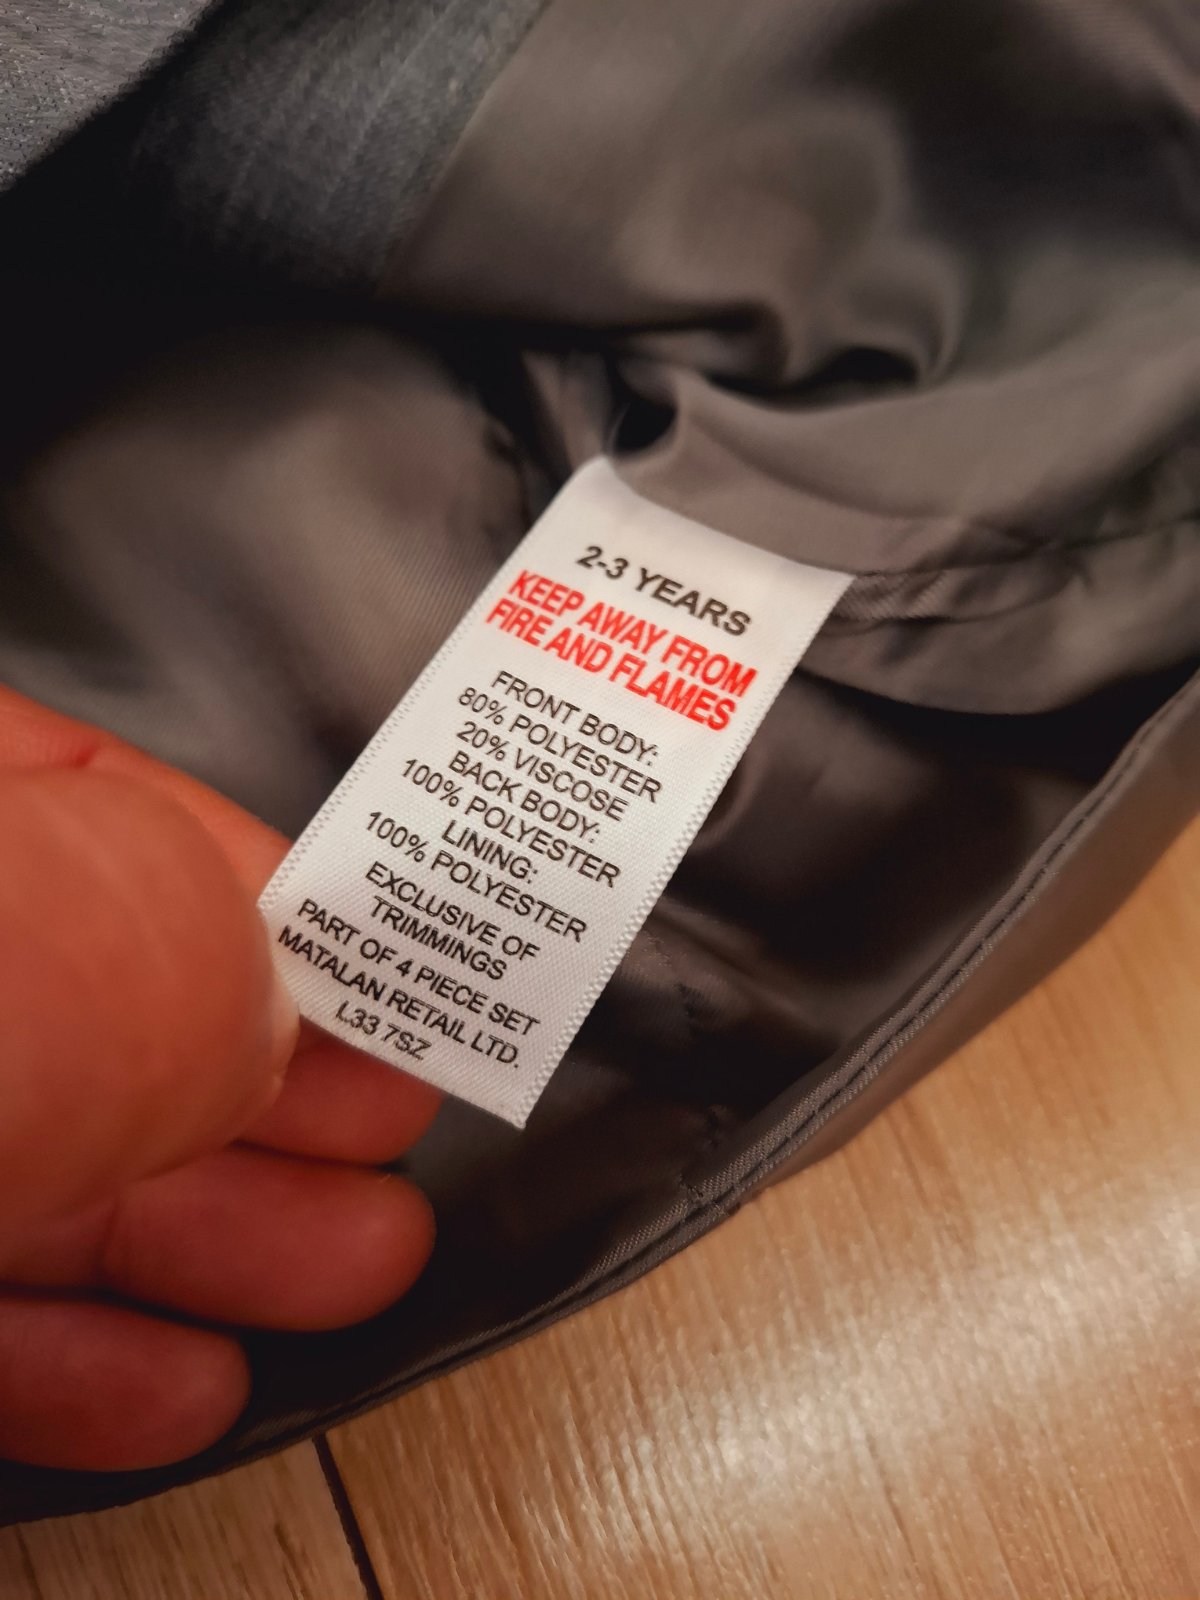 2-3 YEARS
KEEP AWAY FROM
FIRE AND FLAMES
FRONT BODY:
80% POLYESTER
20% VISCOSE
BACK BODY:
100% POLYESTER
LINING:
100% POLYESTER
EXCLUSIVE OF
TRIMMINGS
PART OF 4 PIECE SET
MATALAN RETAIL LTD.
L33 7SZ